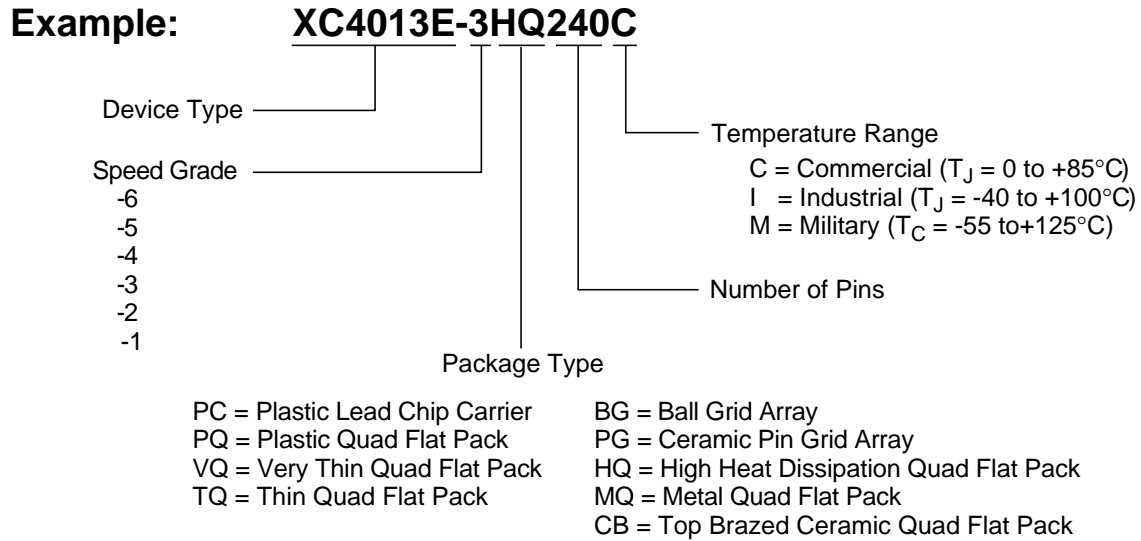 Example: XC4013E-3HQ240C
Device Type
Temperature Range
C = Commercial (TJ = 0 to +85°C)
I = Industrial (TJ = -40 to +100°C)
M = Military (TC = -55 to+125°C)
Speed Grade
-6
-5
-4
-3
-2
-1
Number of Pins
Package Type
PC = Plastic Lead Chip Carrier
PQ = Plastic Quad Flat Pack
VQ = Very Thin Quad Flat Pack
TQ = Thin Quad Flat Pack
BG = Ball Grid Array
PG = Ceramic Pin Grid Array
HQ = High Heat Dissipation Quad Flat Pack
MQ = Metal Quad Flat Pack
CB = Top Brazed Ceramic Quad Flat Pack